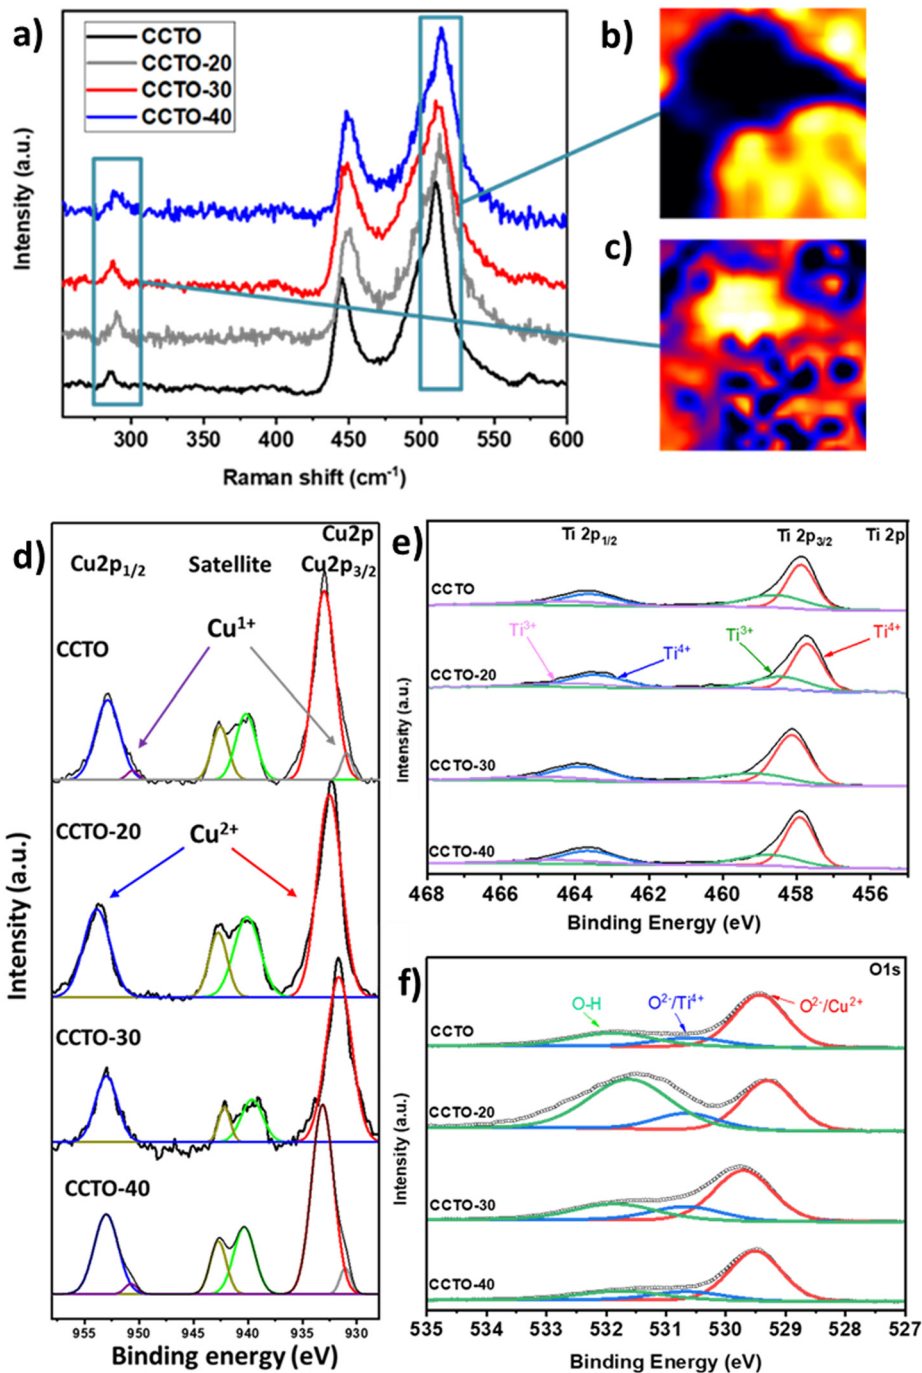 a)
CCTO
CCTO-20
CCTO-30
CCTO-40
Intensity (a.u.)
300 350 400 450 500 550 600
Raman shift (cm⁻¹)
b)
c)
d)
Cu2p
Cu2p₁/₂ Satellite Cu2p₃/₂
Cu¹⁺
CCTO
CCTO-20
Cu²⁺
CCTO-30
CCTO-40
Intensity (a.u.)
955 950 945 940 935 930
Binding energy (eV)
e)
Ti 2p₁/₂ Ti 2p₃/₂ Ti 2p
CCTO
Ti³⁺ Ti⁴⁺ Ti³⁺ Ti⁴⁺
CCTO-20
CCTO-30
CCTO-40
Intensity (a.u.)
468 466 464 462 460 458 456
Binding Energy (eV)
f)
O1s
O-H O²⁻/Ti⁴⁺ O²⁻/Cu²⁺
CCTO
CCTO-20
CCTO-30
CCTO-40
Intensity (a.u.)
535 534 533 532 531 530 529 528 527
Binding Energy (eV)